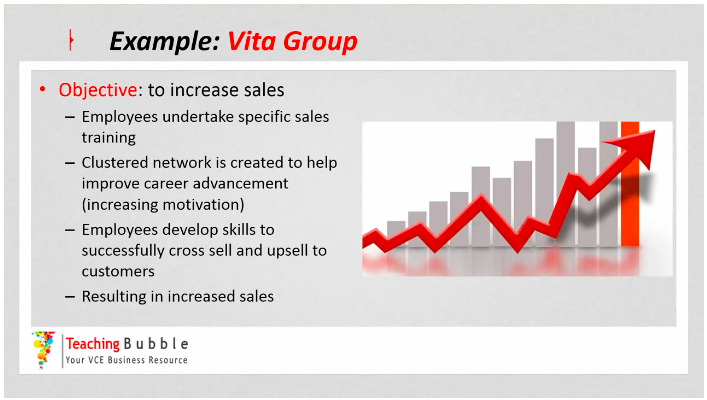 Example: Vita Group
• Objective: to increase sales
– Employees undertake specific sales
training
– Clustered network is created to help
improve career advancement
(increasing motivation)
– Employees develop skills to
successfully cross sell and upsell to
customers
– Resulting in increased sales
Teaching Bubble
Your VCE Business Resource